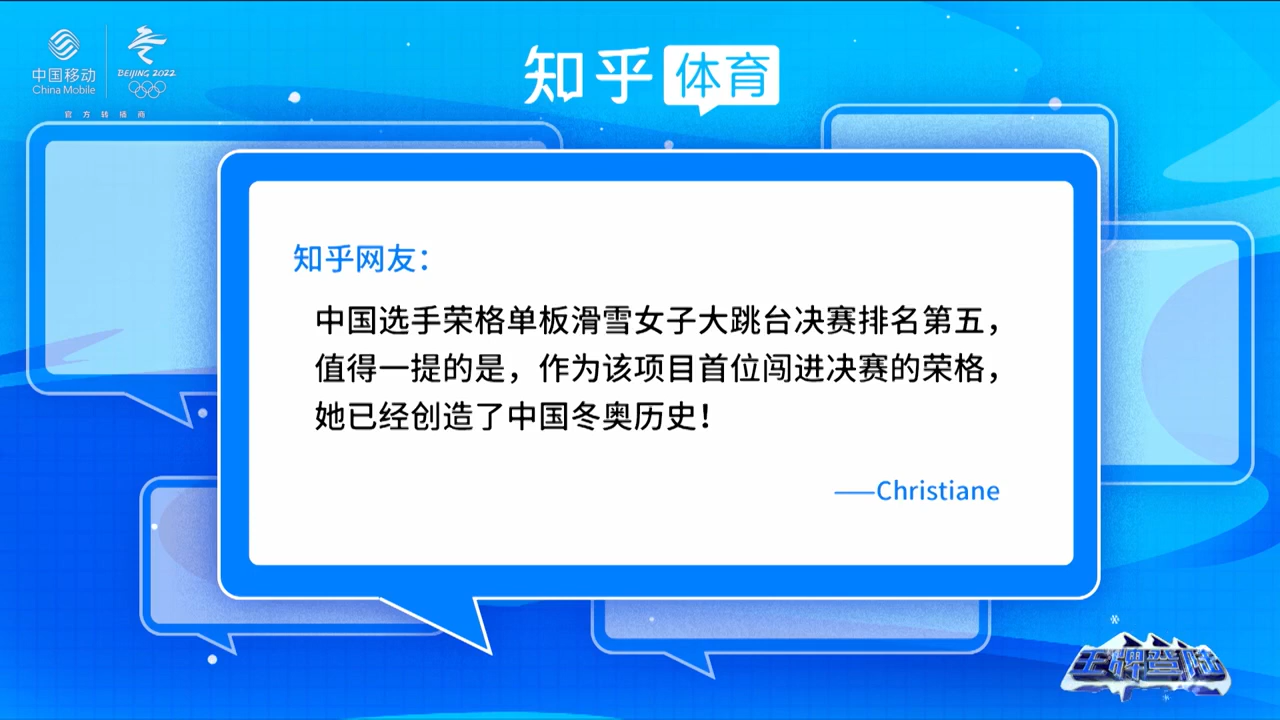 中国移动
China Mobile
BEIJING 2022
官方转播商
知乎 体育
知乎网友：
中国选手荣格单板滑雪女子大跳台决赛排名第五，
值得一提的是，作为该项目首位闯进决赛的荣格，
她已经创造了中国冬奥历史！
——Christiane
王牌登陆